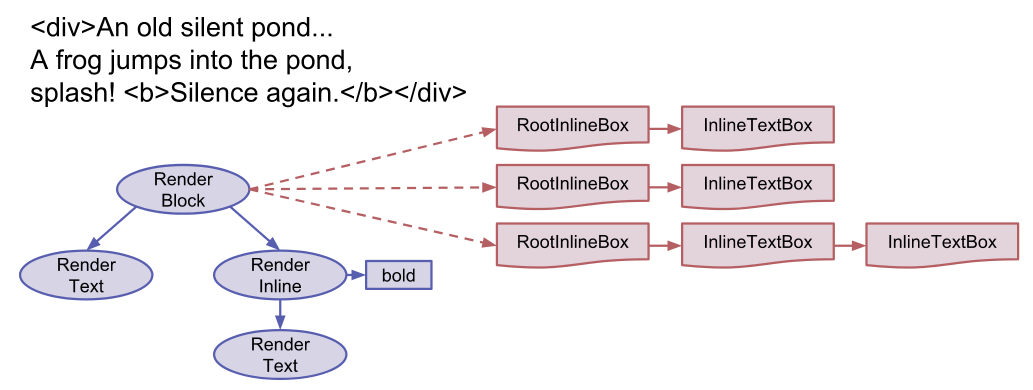 <div>An old silent pond...
A frog jumps into the pond,
splash! <b>Silence again.</b></div>
RootInlineBox InlineTextBox
Render
Block
RootInlineBox InlineTextBox
RootInlineBox InlineTextBox InlineTextBox
Render
Text
Render
Inline
bold
Render
Text